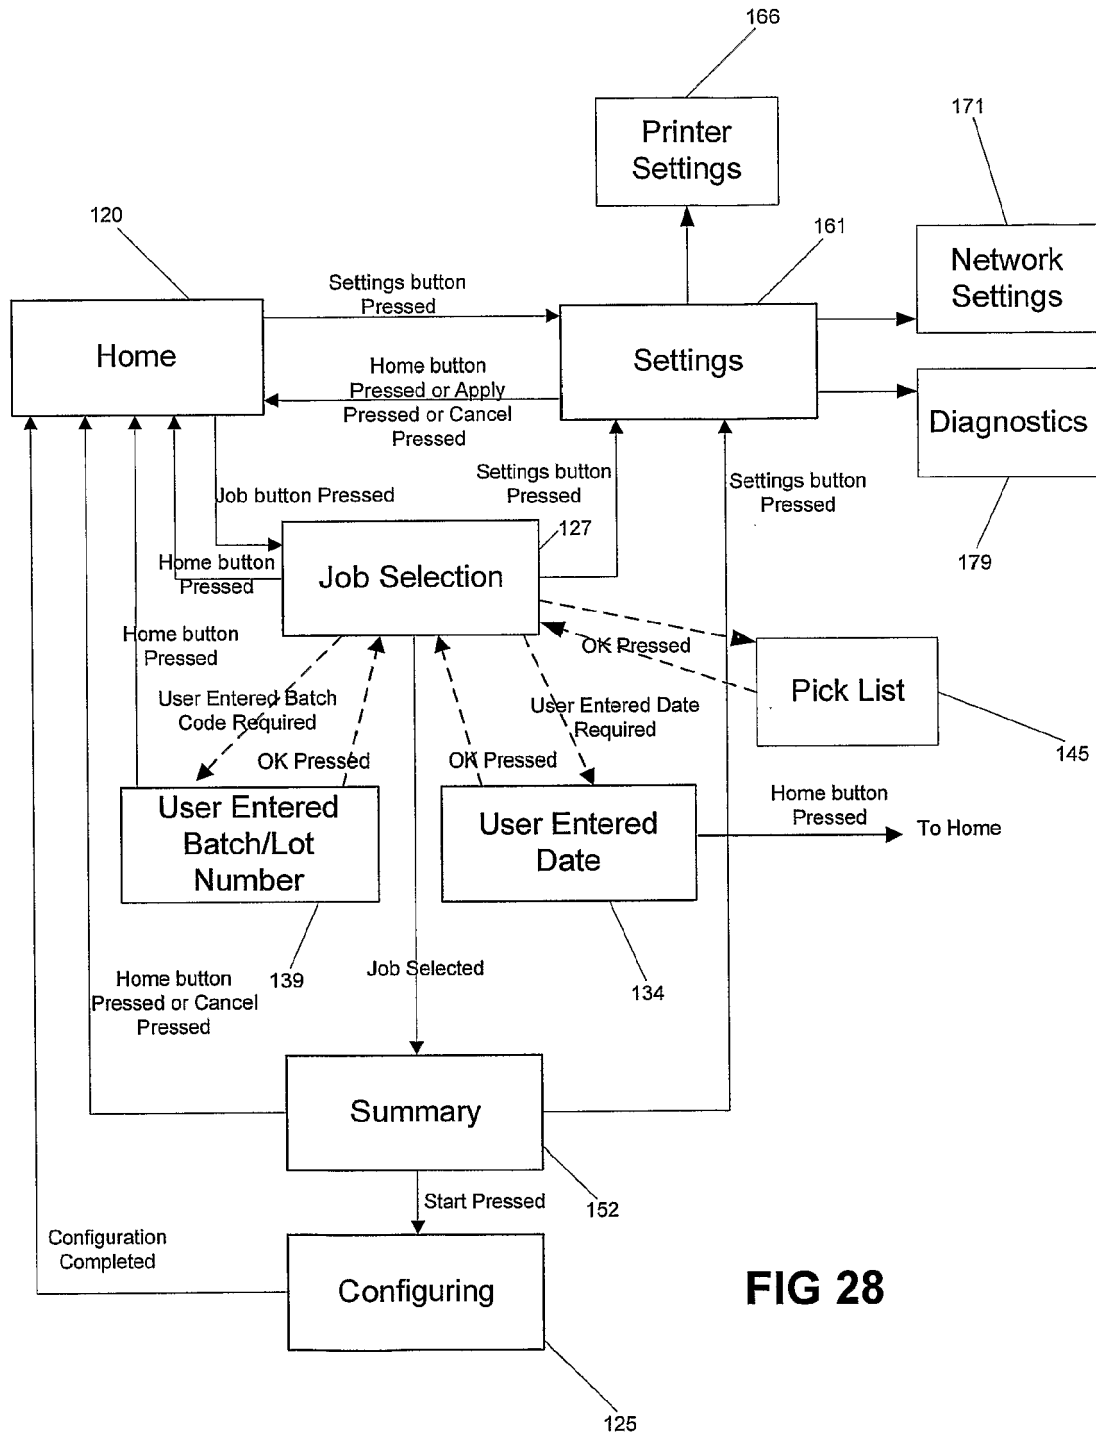 166
Printer
Settings
171
120
161
Network
Settings
Settings button
Pressed
Home
Home button
Pressed or Apply
Pressed or Cancel
Pressed
Settings
Diagnostics
Job button Pressed
Settings button
Pressed
Settings button
Pressed
127
179
Home button
Pressed
Job Selection
Home button
Pressed
OK Pressed
Pick List
145
User Entered Batch
Code Required
User Entered Date
Required
OK Pressed
OK Pressed
User Entered
Batch/Lot
Number
User Entered
Date
Home button
Pressed
To Home
139
134
Job Selected
Home button
Pressed or Cancel
Pressed
Summary
152
Start Pressed
Configuration
Completed
Configuring
FIG 28
125